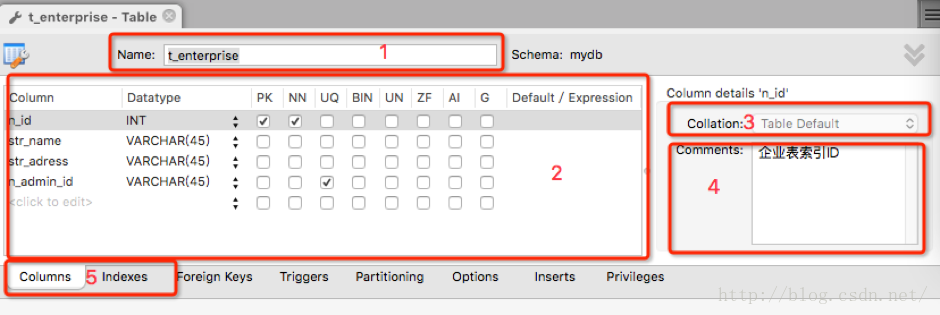 t_enterprise - Table
Name: t_enterprise 1 Schema: mydb
Column Datatype PK NN UQ BIN UN ZF AI G Default / Expression
n_id INT
str_name VARCHAR(45)
str_adress VARCHAR(45)
n_admin_id VARCHAR(45)
<click to edit>
2
Column details 'n_id'
Collation: 3 Table Default
Comments: 企业表索引ID
4
Columns 5 Indexes Foreign Keys Triggers Partitioning Options Inserts Privileges
http://blog.csdn.net/